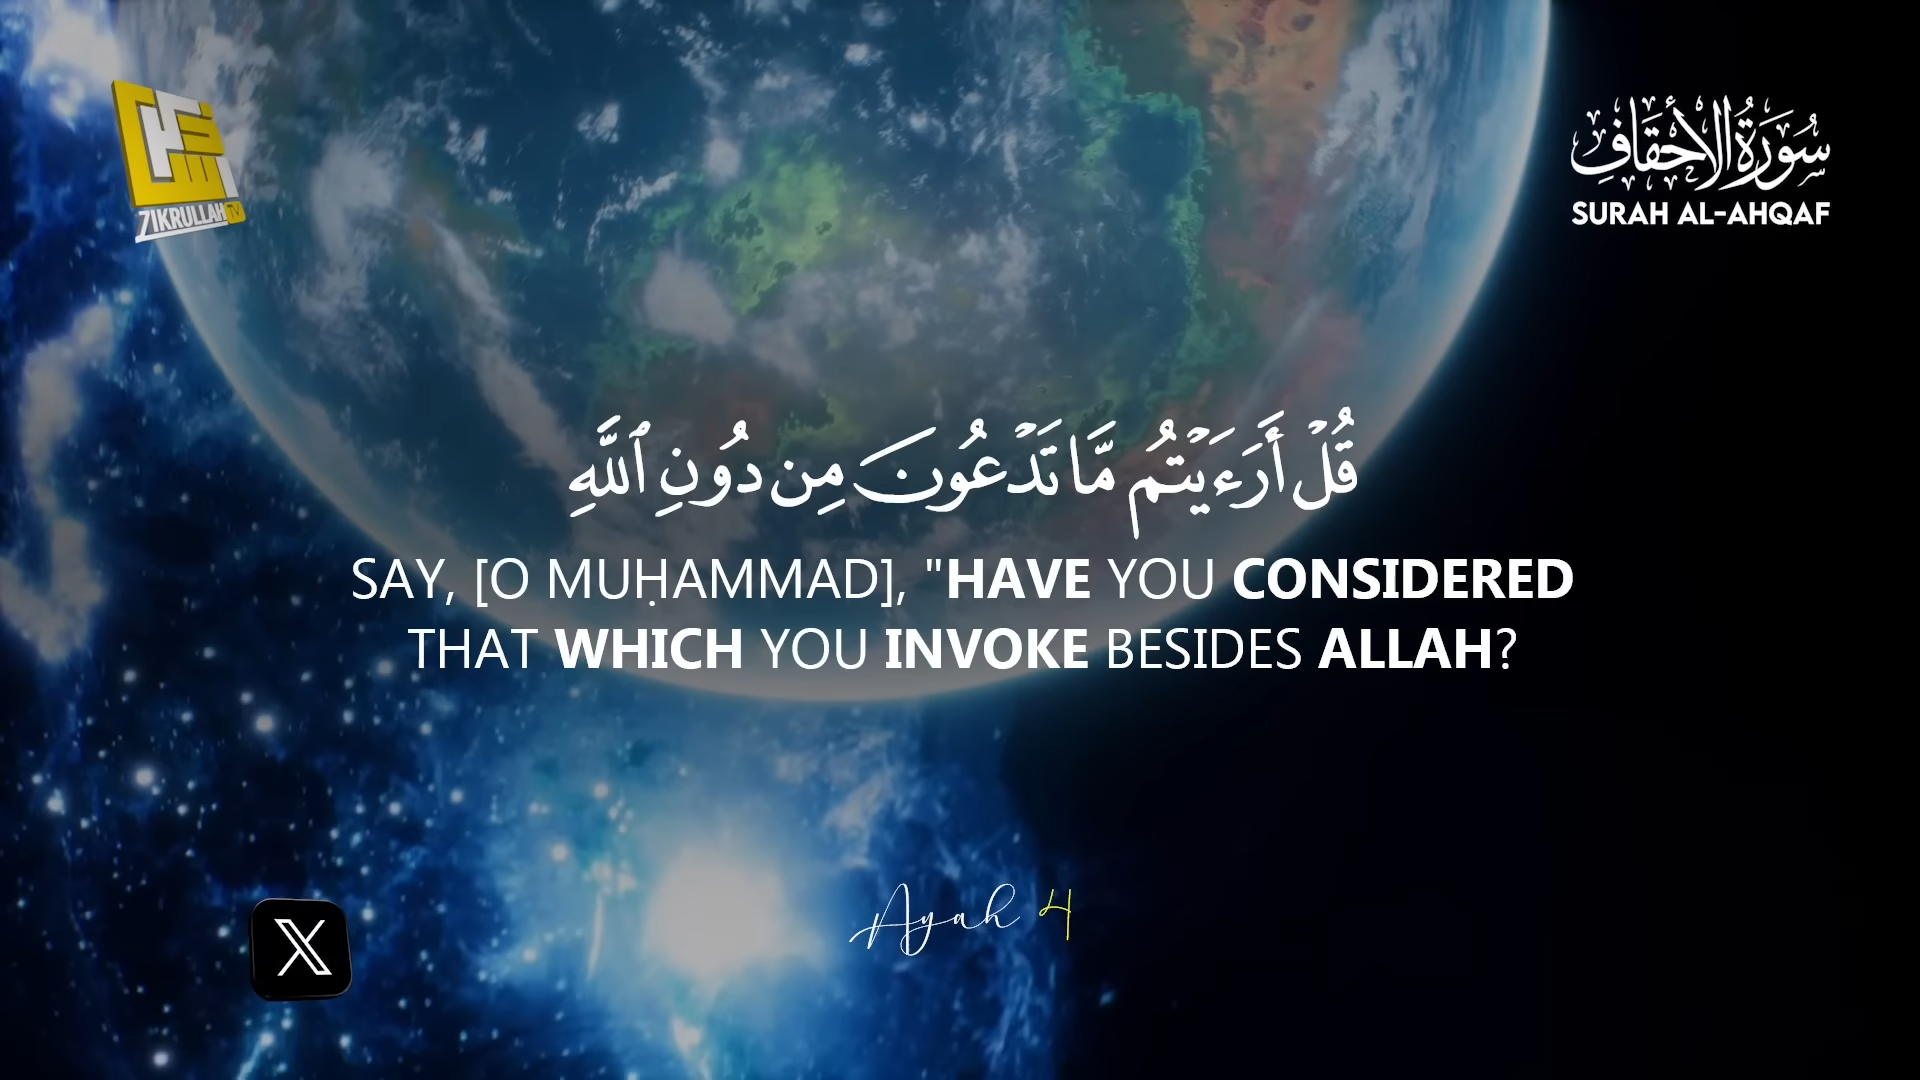 ZIKRULLAH TV
سُورَةُ الأَحْقَافِ
SURAH AL-AHQAF
قُلْ أَرَءَيْتُم مَّا تَدْعُونَ مِن دُونِ ٱللَّهِ
SAY, [O MUḤAMMAD], "HAVE YOU CONSIDERED
THAT WHICH YOU INVOKE BESIDES ALLAH?
Ayah 4
X